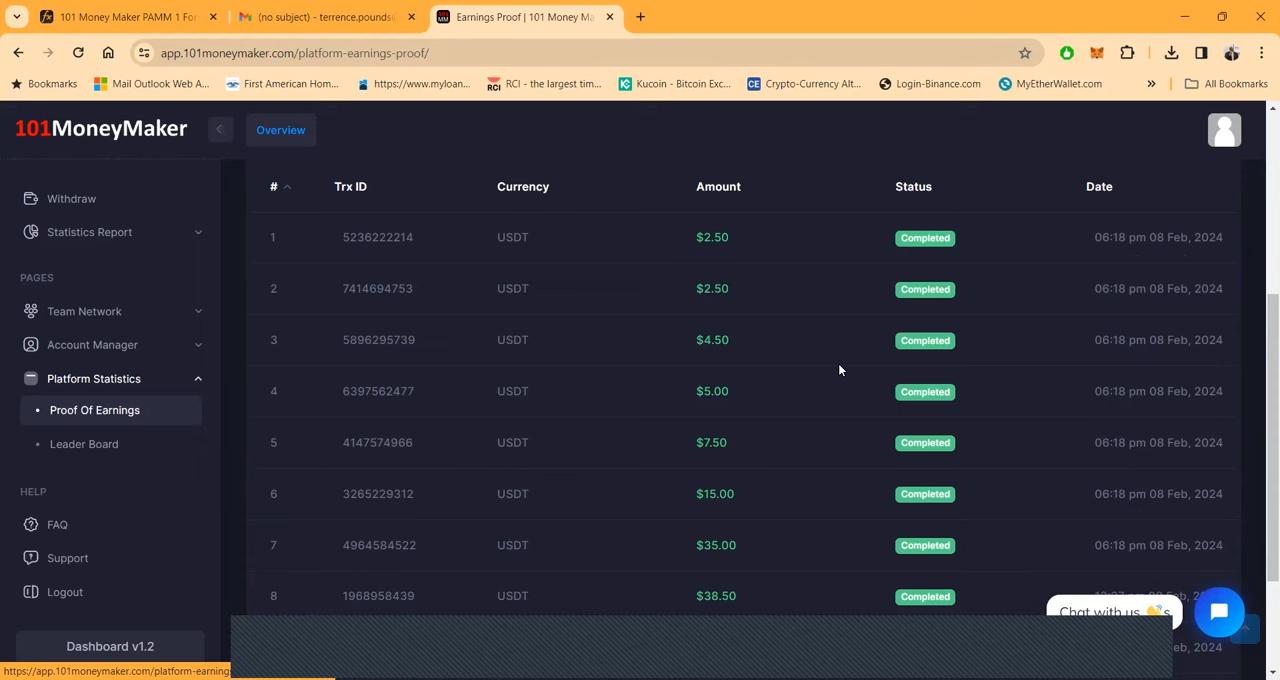 101 Money Maker PAMM 1 For
(no subject) - terrence.pounds
Earnings Proof | 101 Money Ma
app.101moneymaker.com/platform-earnings-proof/
Bookmarks
Mail Outlook Web A...
First American Hom...
https://www.myloan...
RCI - the largest tim...
Kucoin - Bitcoin Exc...
Crypto-Currency Alt...
Login-Binance.com
MyEtherWallet.com
All Bookmarks
101MoneyMaker
Overview
Withdraw
Statistics Report
PAGES
Team Network
Account Manager
Platform Statistics
Proof Of Earnings
Leader Board
HELP
FAQ
Support
Logout
Dashboard v1.2
# Trx ID Currency Amount Status Date
1 5236222214 USDT $2.50 Completed 06:18 pm 08 Feb, 2024
2 7414694753 USDT $2.50 Completed 06:18 pm 08 Feb, 2024
3 5896295739 USDT $4.50 Completed 06:18 pm 08 Feb, 2024
4 6397562477 USDT $5.00 Completed 06:18 pm 08 Feb, 2024
5 4147574966 USDT $7.50 Completed 06:18 pm 08 Feb, 2024
6 3265229312 USDT $15.00 Completed 06:18 pm 08 Feb, 2024
7 4964584522 USDT $35.00 Completed 06:18 pm 08 Feb, 2024
8 1968958439 USDT $38.50 Completed
Chat with us 👋's
https://app.101moneymaker.com/platform-earnings